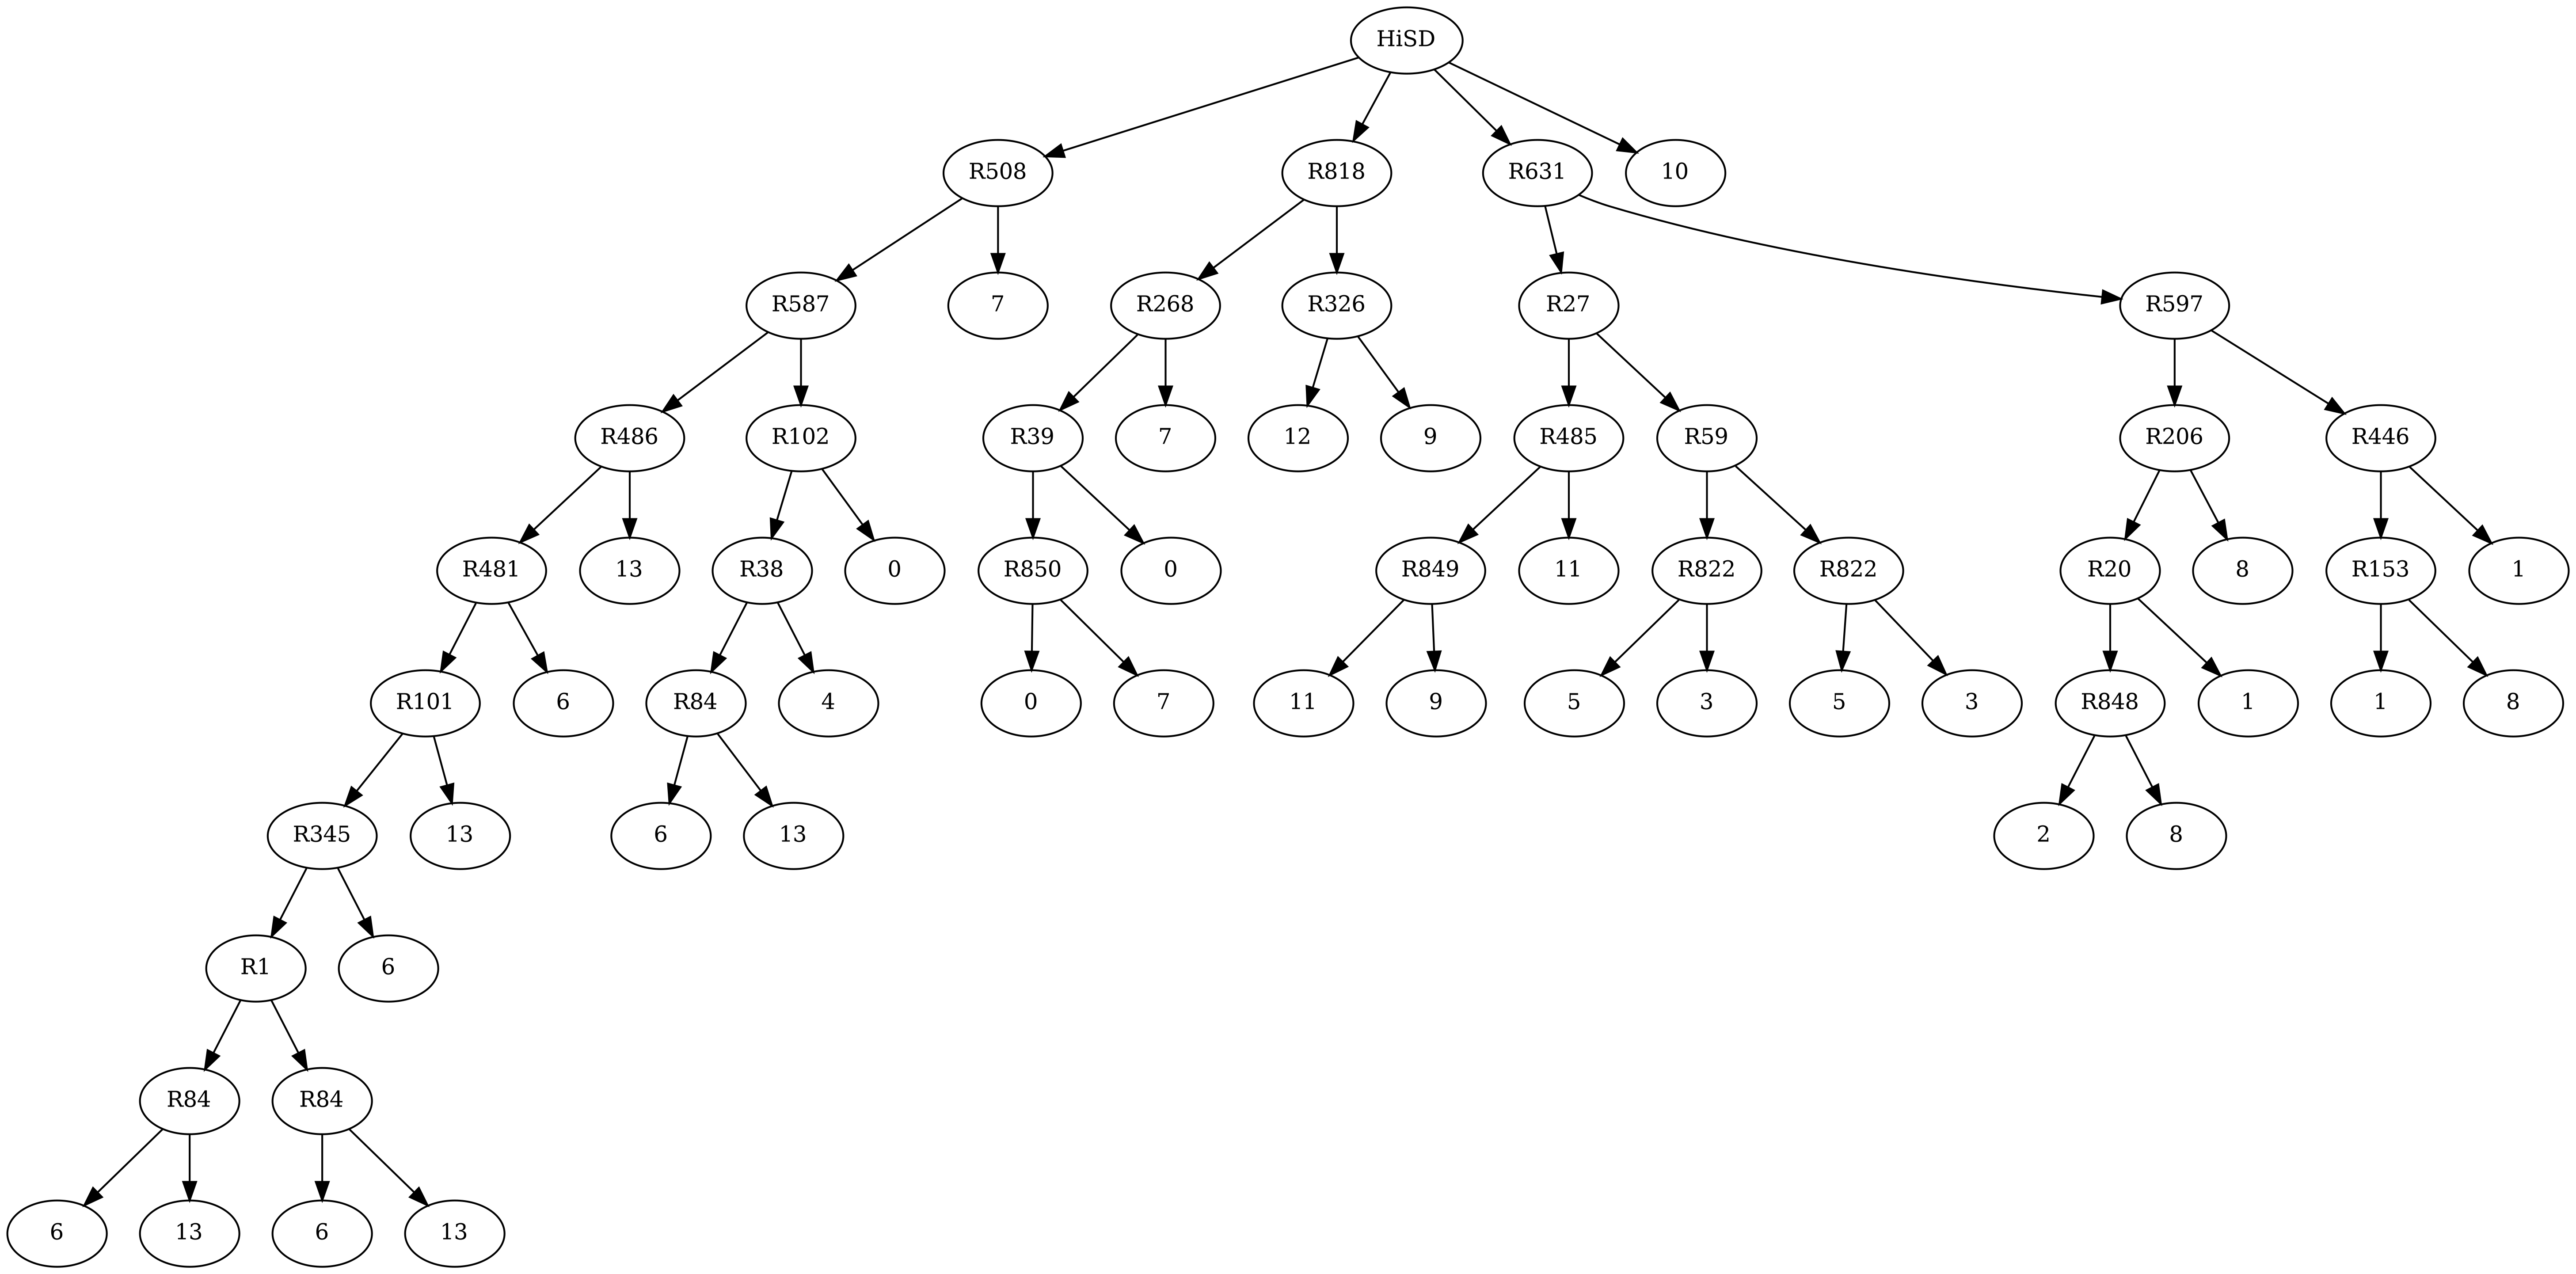 HiSD
R508 R818 R631 10
R587 7 R268 R326 R27 R597
R486 R102 R39 7 12 9 R485 R59 R206 R446
R481 13 R38 0 R850 0 R849 11 R822 R822 R20 8 R153 1
R101 6 R84 4 0 7 11 9 5 3 5 3 R848 1 1 8
R345 13 6 13 2 8
R1 6
R84 R84
6 13 6 13